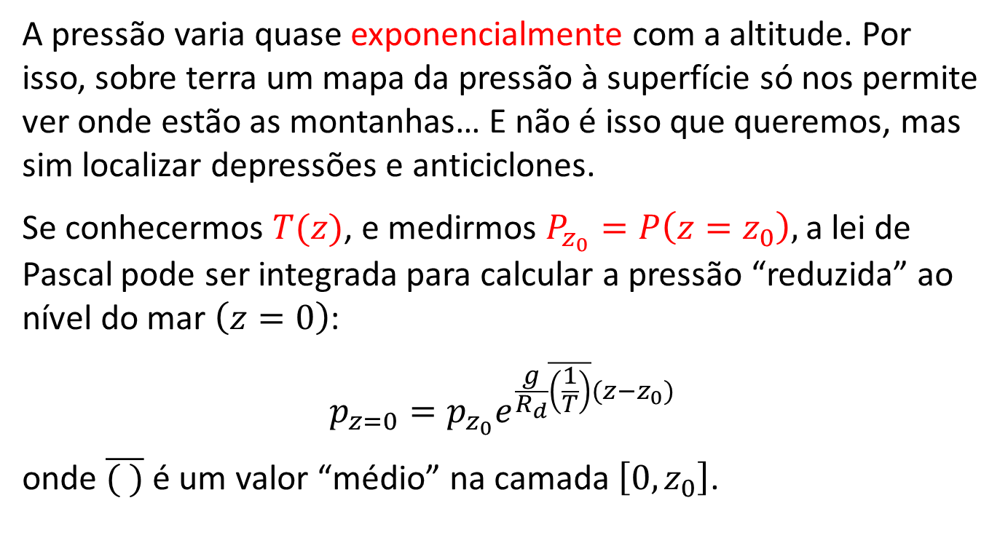 A pressão varia quase exponencialmente com a altitude. Por
isso, sobre terra um mapa da pressão à superfície só nos permite
ver onde estão as montanhas… E não é isso que queremos, mas
sim localizar depressões e anticiclones.
Se conhecermos $T(z)$, e medirmos $P_{z_0} = P(z = z_0)$, a lei de
Pascal pode ser integrada para calcular a pressão “reduzida” ao
nível do mar $(z = 0)$:
$p_{z=0} = p_{z_0} e^{\frac{g}{R_d}\overline{\left(\frac{1}{T}\right)}(z-z_0)}$
onde $\overline{(\ )}$ é um valor “médio” na camada $[0, z_0]$.